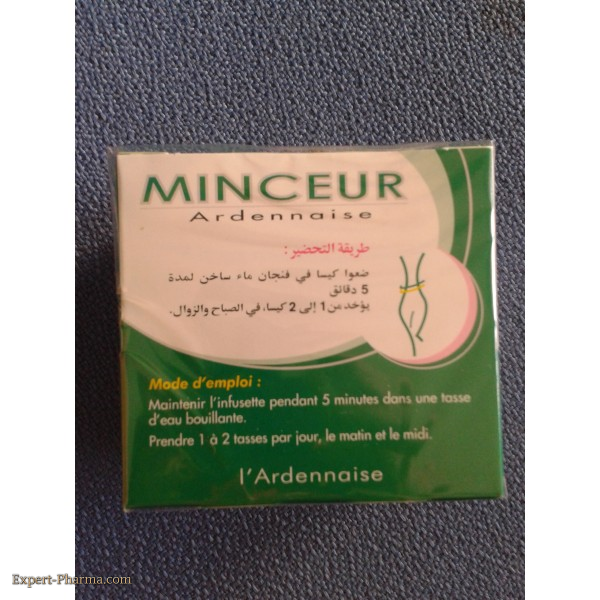 MINCEUR
Ardennaise
طريقة التحضير :
ضعوا كيسا في فنجان ماء ساخن لمدة
5 دقائق
يؤخد من 1 إلى 2 كيسا، في الصباح والزوال.
Mode d'emploi :
Maintenir l'infusette pendant 5 minutes dans une tasse
d'eau bouillante.
Prendre 1 à 2 tasses par jour, le matin et le midi.
l'Ardennaise
Expert-Pharma.com